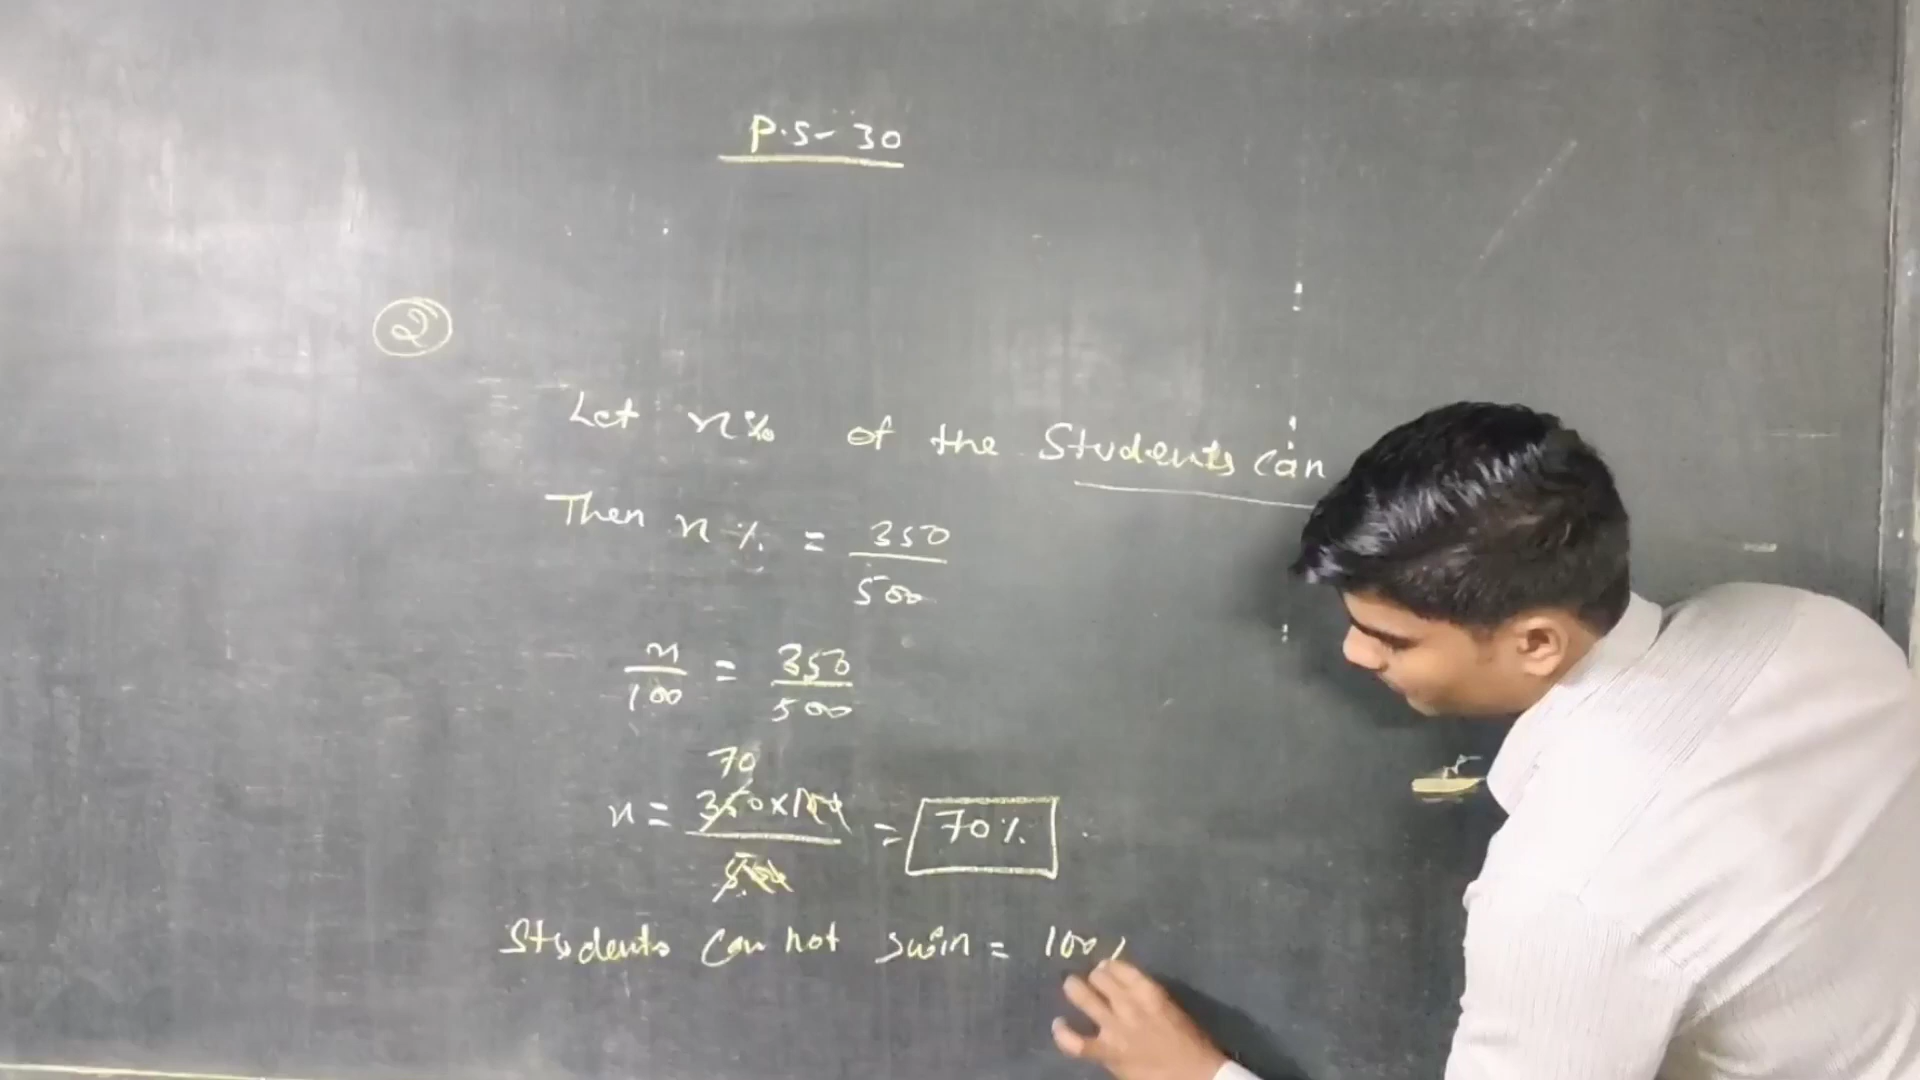 P.S - 30
2
Let x% of the Students can
Then x% = 350/500
x/100 = 350/500
70
x = 350 × 100 / 500 = 70%
Students can not swim = 100%